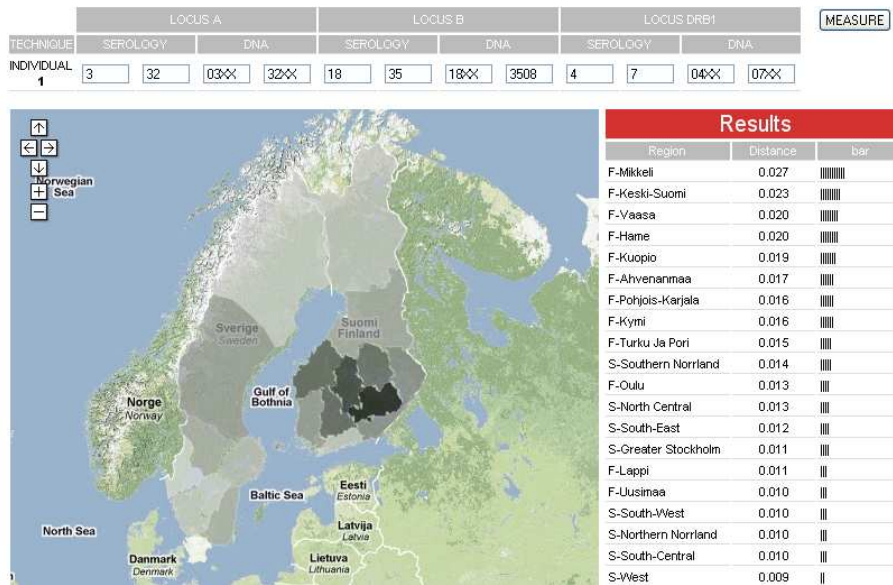 LOCUS A LOCUS B LOCUS DRB1 MEASURE
TECHNIQUE SEROLOGY DNA SEROLOGY DNA SEROLOGY DNA
INDIVIDUAL
1 3 32 03XX 32XX 18 35 18XX 3508 4 7 04XX 07XX
Results
Region Distance bar
F-Mikkeli 0.027
F-Keski-Suomi 0.023
F-Vaasa 0.020
F-Hame 0.020
F-Kuopio 0.019
F-Ahvenanmaa 0.017
F-Pohjois-Karjala 0.016
F-Kymi 0.016
F-Turku Ja Pori 0.015
S-Southern Norrland 0.014
F-Oulu 0.013
S-North Central 0.013
S-South-East 0.012
S-Greater Stockholm 0.011
F-Lappi 0.011
F-Uusimaa 0.010
S-South-West 0.010
S-Northern Norrland 0.010
S-South-Central 0.010
S-West 0.009
Norwegian
Sea
Sverige
Sweden
Suomi
Finland
Gulf of
Bothnia
Norge
Norway
Baltic Sea
Eesti
Estonia
North Sea
Latvija
Latvia
Danmark
Denmark
Lietuva
Lithuania